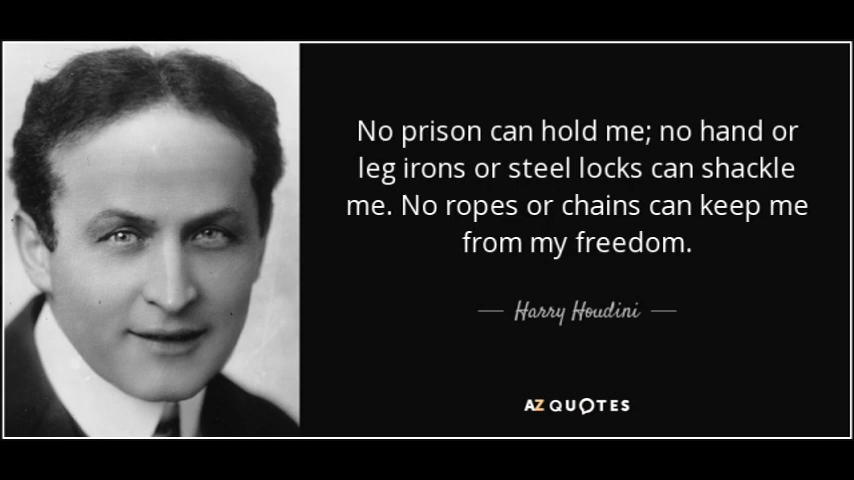 No prison can hold me; no hand or
leg irons or steel locks can shackle
me. No ropes or chains can keep me
from my freedom.
Harry Houdini
AZ QUOTES